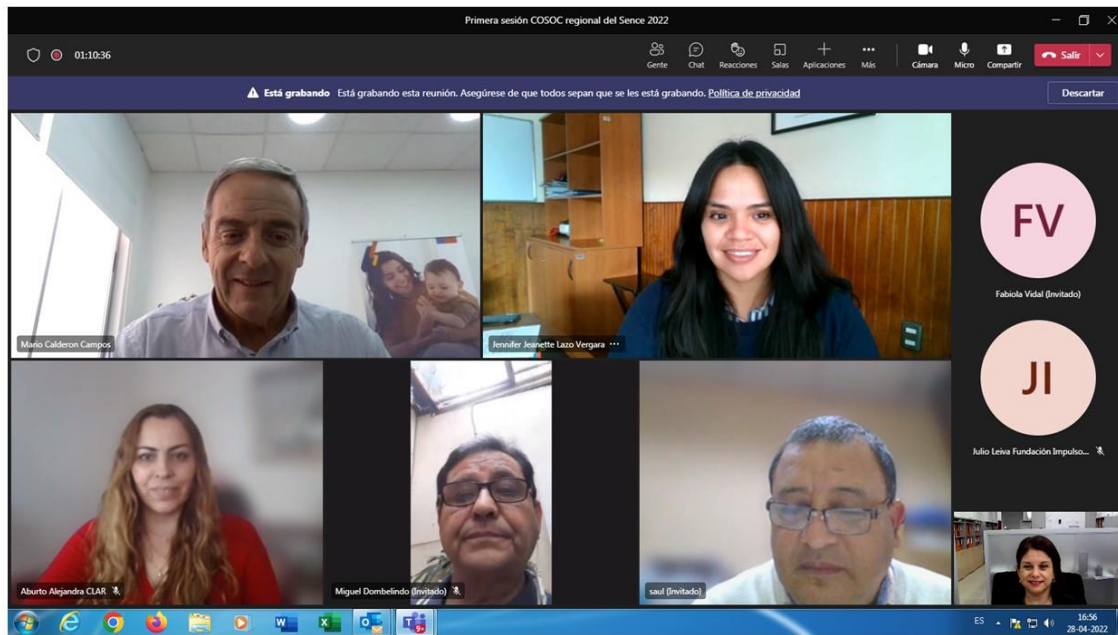 Primera sesión COSOC regional del Sence 2022
01:10:36
Gente
Chat
Reacciones
Salas
Aplicaciones
Más
Cámara
Micro
Compartir
Salir
Está grabando Está grabando esta reunión. Asegúrese de que todos sepan que se les está grabando. Política de privacidad
Descartar
Mario Calderon Campos
Jennifer Jeanette Lazo Vergara ...
FV
Fabiola Vidal (Invitado)
JI
Julio Leiva Fundación Impulso...
Aburto Alejandra CLAR
Miguel Dombelindo (Invitado)
saul (Invitado)
ES
16:56
28-04-2022